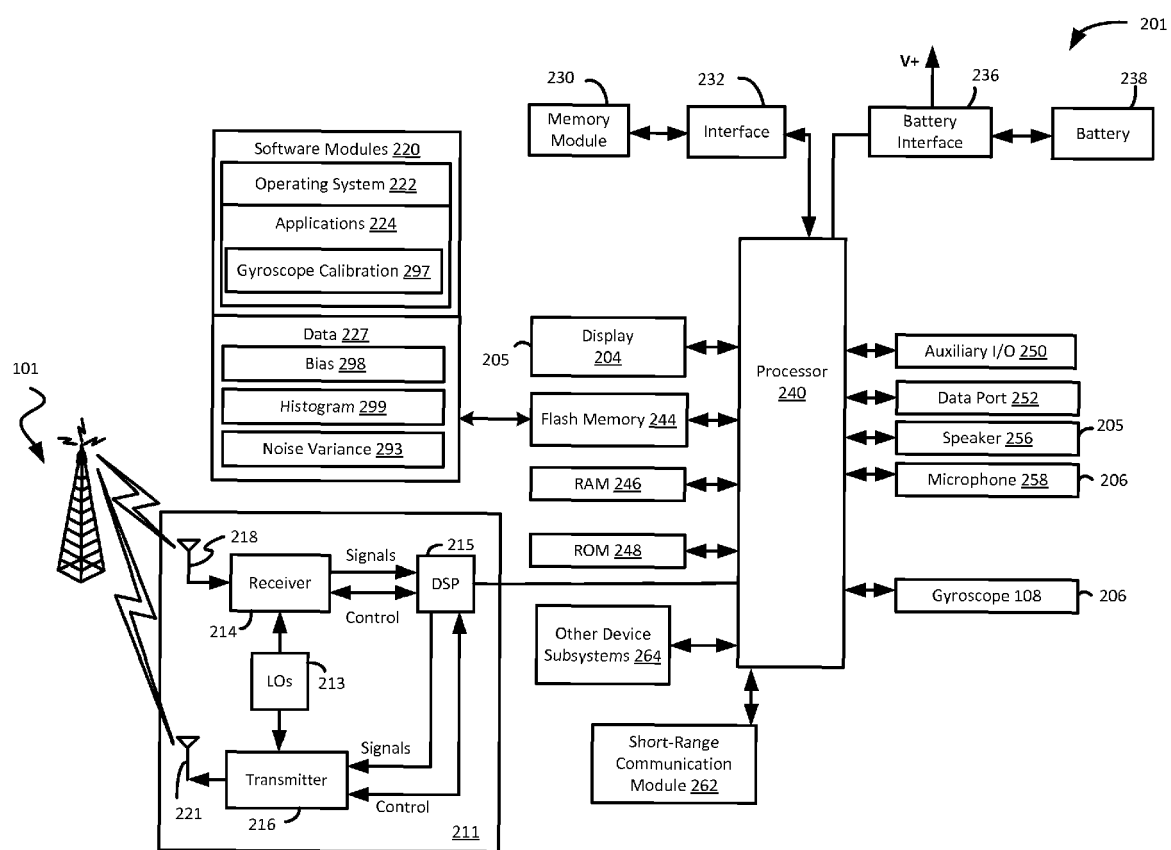 201
V+
230
232
236
238
Memory
Module
Interface
Battery
Interface
Battery
Software Modules 220
Operating System 222
Applications 224
Gyroscope Calibration 297
Data 227
Bias 298
Histogram 299
Noise Variance 293
205
Display
204
Flash Memory 244
RAM 246
ROM 248
Other Device
Subsystems 264
Short-Range
Communication
Module 262
Processor
240
Auxiliary I/O 250
Data Port 252
Speaker 256
205
Microphone 258
206
Gyroscope 108
206
101
218
Receiver
214
Signals
Control
215
DSP
LOs
213
Signals
Transmitter
216
Control
221
211